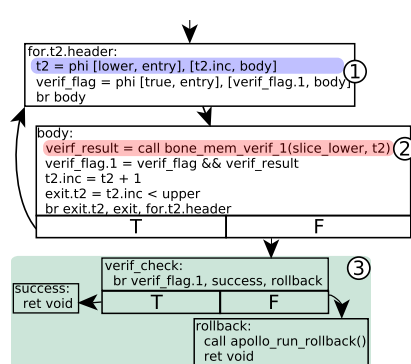 for.t2.header:
t2 = phi [lower, entry], [t2.inc, body]
verif_flag = phi [true, entry], [verif_flag.1, body]
br body
1
body:
veirf_result = call bone_mem_verif_1(slice_lower, t2)
verif_flag.1 = verif_flag && verif_result
t2.inc = t2 + 1
exit.t2 = t2.inc < upper
br exit.t2, exit, for.t2.header
2
T F
3
verif_check:
br verif_flag.1, success, rollback
T F
success:
ret void
rollback:
call apollo_run_rollback()
ret void